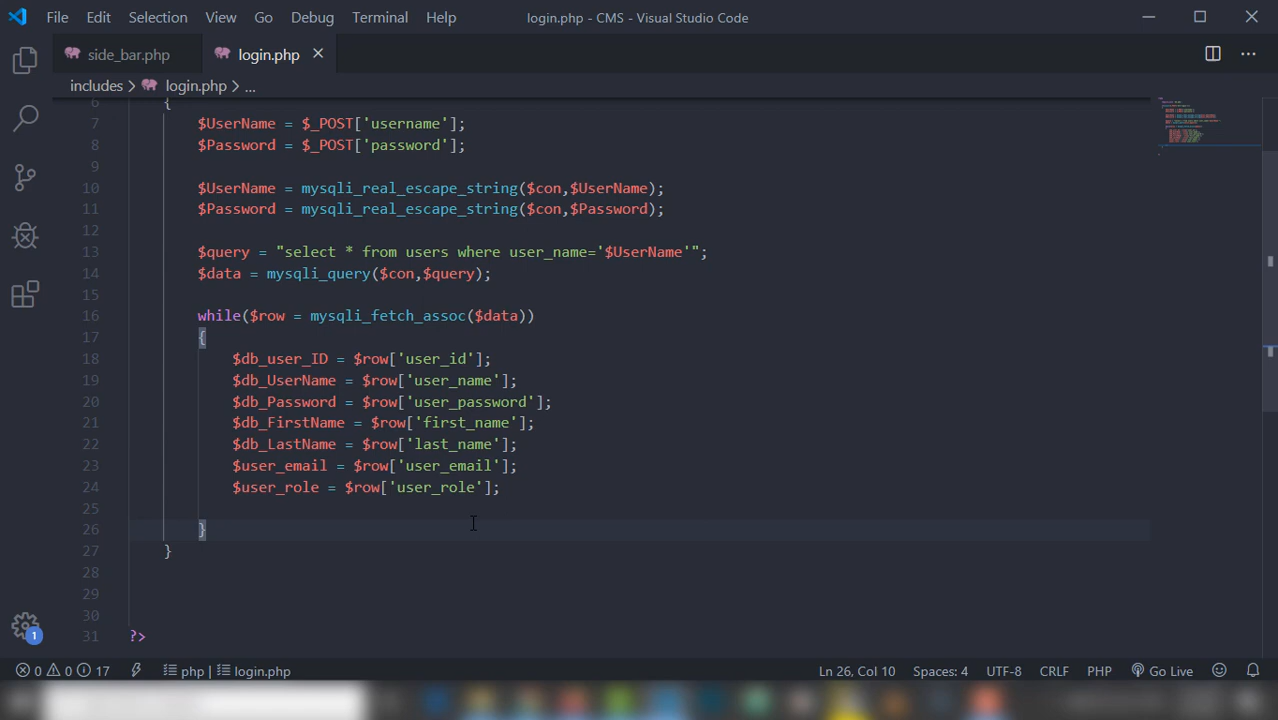 File Edit Selection View Go Debug Terminal Help login.php - CMS - Visual Studio Code
side_bar.php login.php
includes > login.php > ...
6 {
7 $UserName = $_POST['username'];
8 $Password = $_POST['password'];
9
10 $UserName = mysqli_real_escape_string($con,$UserName);
11 $Password = mysqli_real_escape_string($con,$Password);
12
13 $query = "select * from users where user_name='$UserName'";
14 $data = mysqli_query($con,$query);
15
16 while($row = mysqli_fetch_assoc($data))
17 {
18 $db_user_ID = $row['user_id'];
19 $db_UserName = $row['user_name'];
20 $db_Password = $row['user_password'];
21 $db_FirstName = $row['first_name'];
22 $db_LastName = $row['last_name'];
23 $user_email = $row['user_email'];
24 $user_role = $row['user_role'];
25
26 }
27 }
28
29
30
31 ?>
1
0 0 17 php | login.php Ln 26, Col 10 Spaces: 4 UTF-8 CRLF PHP Go Live